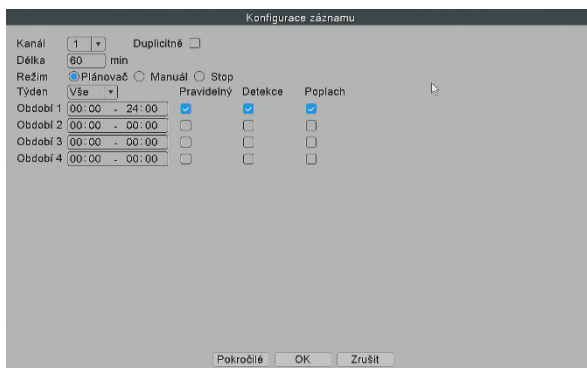 Konfigurace záznamu
Kanál 1 Duplicitně
Délka 60 min
Režim Plánovač Manuál Stop
Týden Vše Pravidelný Detekce Poplach
Období 1 00:00 - 24:00
Období 2 00:00 - 00:00
Období 3 00:00 - 00:00
Období 4 00:00 - 00:00
Pokročilé OK Zrušit